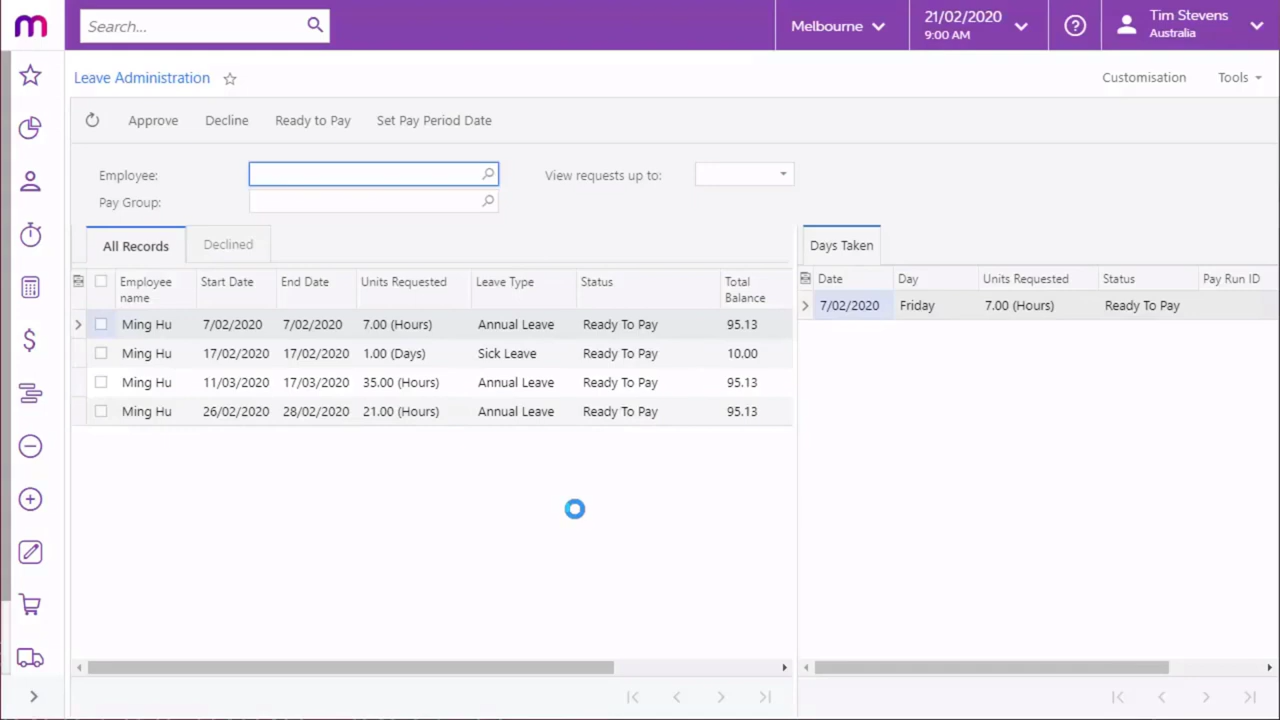 Search...
Melbourne
21/02/2020
9:00 AM
Tim Stevens
Australia
Leave Administration
Customisation
Tools
Approve
Decline
Ready to Pay
Set Pay Period Date
Employee:
View requests up to:
Pay Group:
All Records
Declined
Days Taken
Employee name Start Date End Date Units Requested Leave Type Status Total Balance
Ming Hu 7/02/2020 7/02/2020 7.00 (Hours) Annual Leave Ready To Pay 95.13
Ming Hu 17/02/2020 17/02/2020 1.00 (Days) Sick Leave Ready To Pay 10.00
Ming Hu 11/03/2020 17/03/2020 35.00 (Hours) Annual Leave Ready To Pay 95.13
Ming Hu 26/02/2020 28/02/2020 21.00 (Hours) Annual Leave Ready To Pay 95.13
Date Day Units Requested Status Pay Run ID
7/02/2020 Friday 7.00 (Hours) Ready To Pay